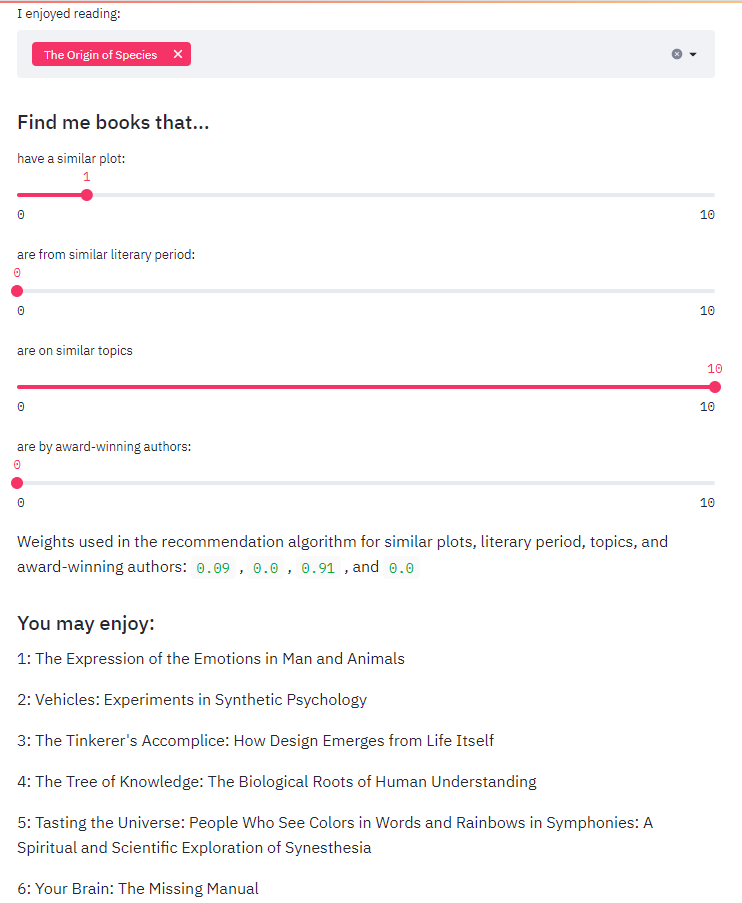 I enjoyed reading:
The Origin of Species
Find me books that...
have a similar plot:
1
0 10
are from similar literary period:
0
0 10
are on similar topics
10
0 10
are by award-winning authors:
0
0 10
Weights used in the recommendation algorithm for similar plots, literary period, topics, and
award-winning authors: 0.09 , 0.0 , 0.91 , and 0.0
You may enjoy:
1: The Expression of the Emotions in Man and Animals
2: Vehicles: Experiments in Synthetic Psychology
3: The Tinkerer's Accomplice: How Design Emerges from Life Itself
4: The Tree of Knowledge: The Biological Roots of Human Understanding
5: Tasting the Universe: People Who See Colors in Words and Rainbows in Symphonies: A
Spiritual and Scientific Exploration of Synesthesia
6: Your Brain: The Missing Manual